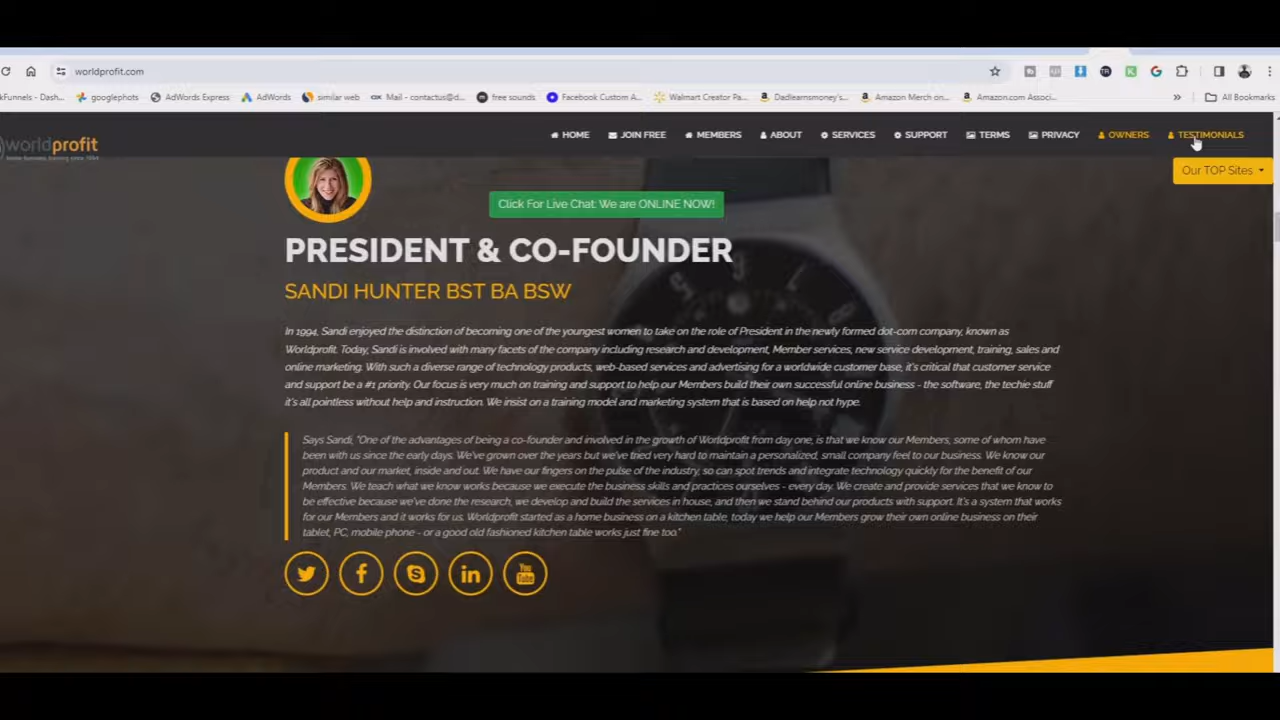 worldprofit.com
kFunnels - Dash... googlephots AdWords Express AdWords similar web Mail - contactus@d... free sounds Facebook Custom A... Walmart Creator Pa... Dadlearnsmoney's... Amazon Merch on... Amazon.com Associ... » All Bookmarks
worldprofit
HOME JOIN FREE MEMBERS ABOUT SERVICES SUPPORT TERMS PRIVACY OWNERS TESTIMONIALS
Our TOP Sites
Click For Live Chat: We are ONLINE NOW!
PRESIDENT & CO-FOUNDER
SANDI HUNTER BST BA BSW
In 1994, Sandi enjoyed the distinction of becoming one of the youngest women to take on the role of President in the newly formed dot-com company, known as
Worldprofit. Today, Sandi is involved with many facets of the company including research and development, Member services, new service development, training, sales and
online marketing. With such a diverse range of technology products, web-based services and advertising for a worldwide customer base, it's critical that customer service
and support be a #1 priority. Our focus is very much on training and support to help our Members build their own successful online business - the software, the techie stuff
it's all pointless without help and instruction. We insist on a training model and marketing system that is based on help not hype.
Says Sandi, "One of the advantages of being a co-founder and involved in the growth of Worldprofit from day one, is that we know our Members, some of whom have
been with us since the early days. We've grown over the years but we've tried very hard to maintain a personalized, small company feel to our business. We know our
product and our market, inside and out. We have our fingers on the pulse of the industry, so can spot trends and integrate technology quickly for the benefit of our
Members. We teach what we know works because we execute the business skills and practices ourselves - every day. We create and provide services that we know to
be effective because we've done the research, we develop and build the services in house, and then we stand behind our products with support. It's a system that works
for our Members and it works for us. Worldprofit started as a home business on a kitchen table, today we help our Members grow their own online business on their
tablet, PC, mobile phone - or a good old fashioned kitchen table works just fine too."